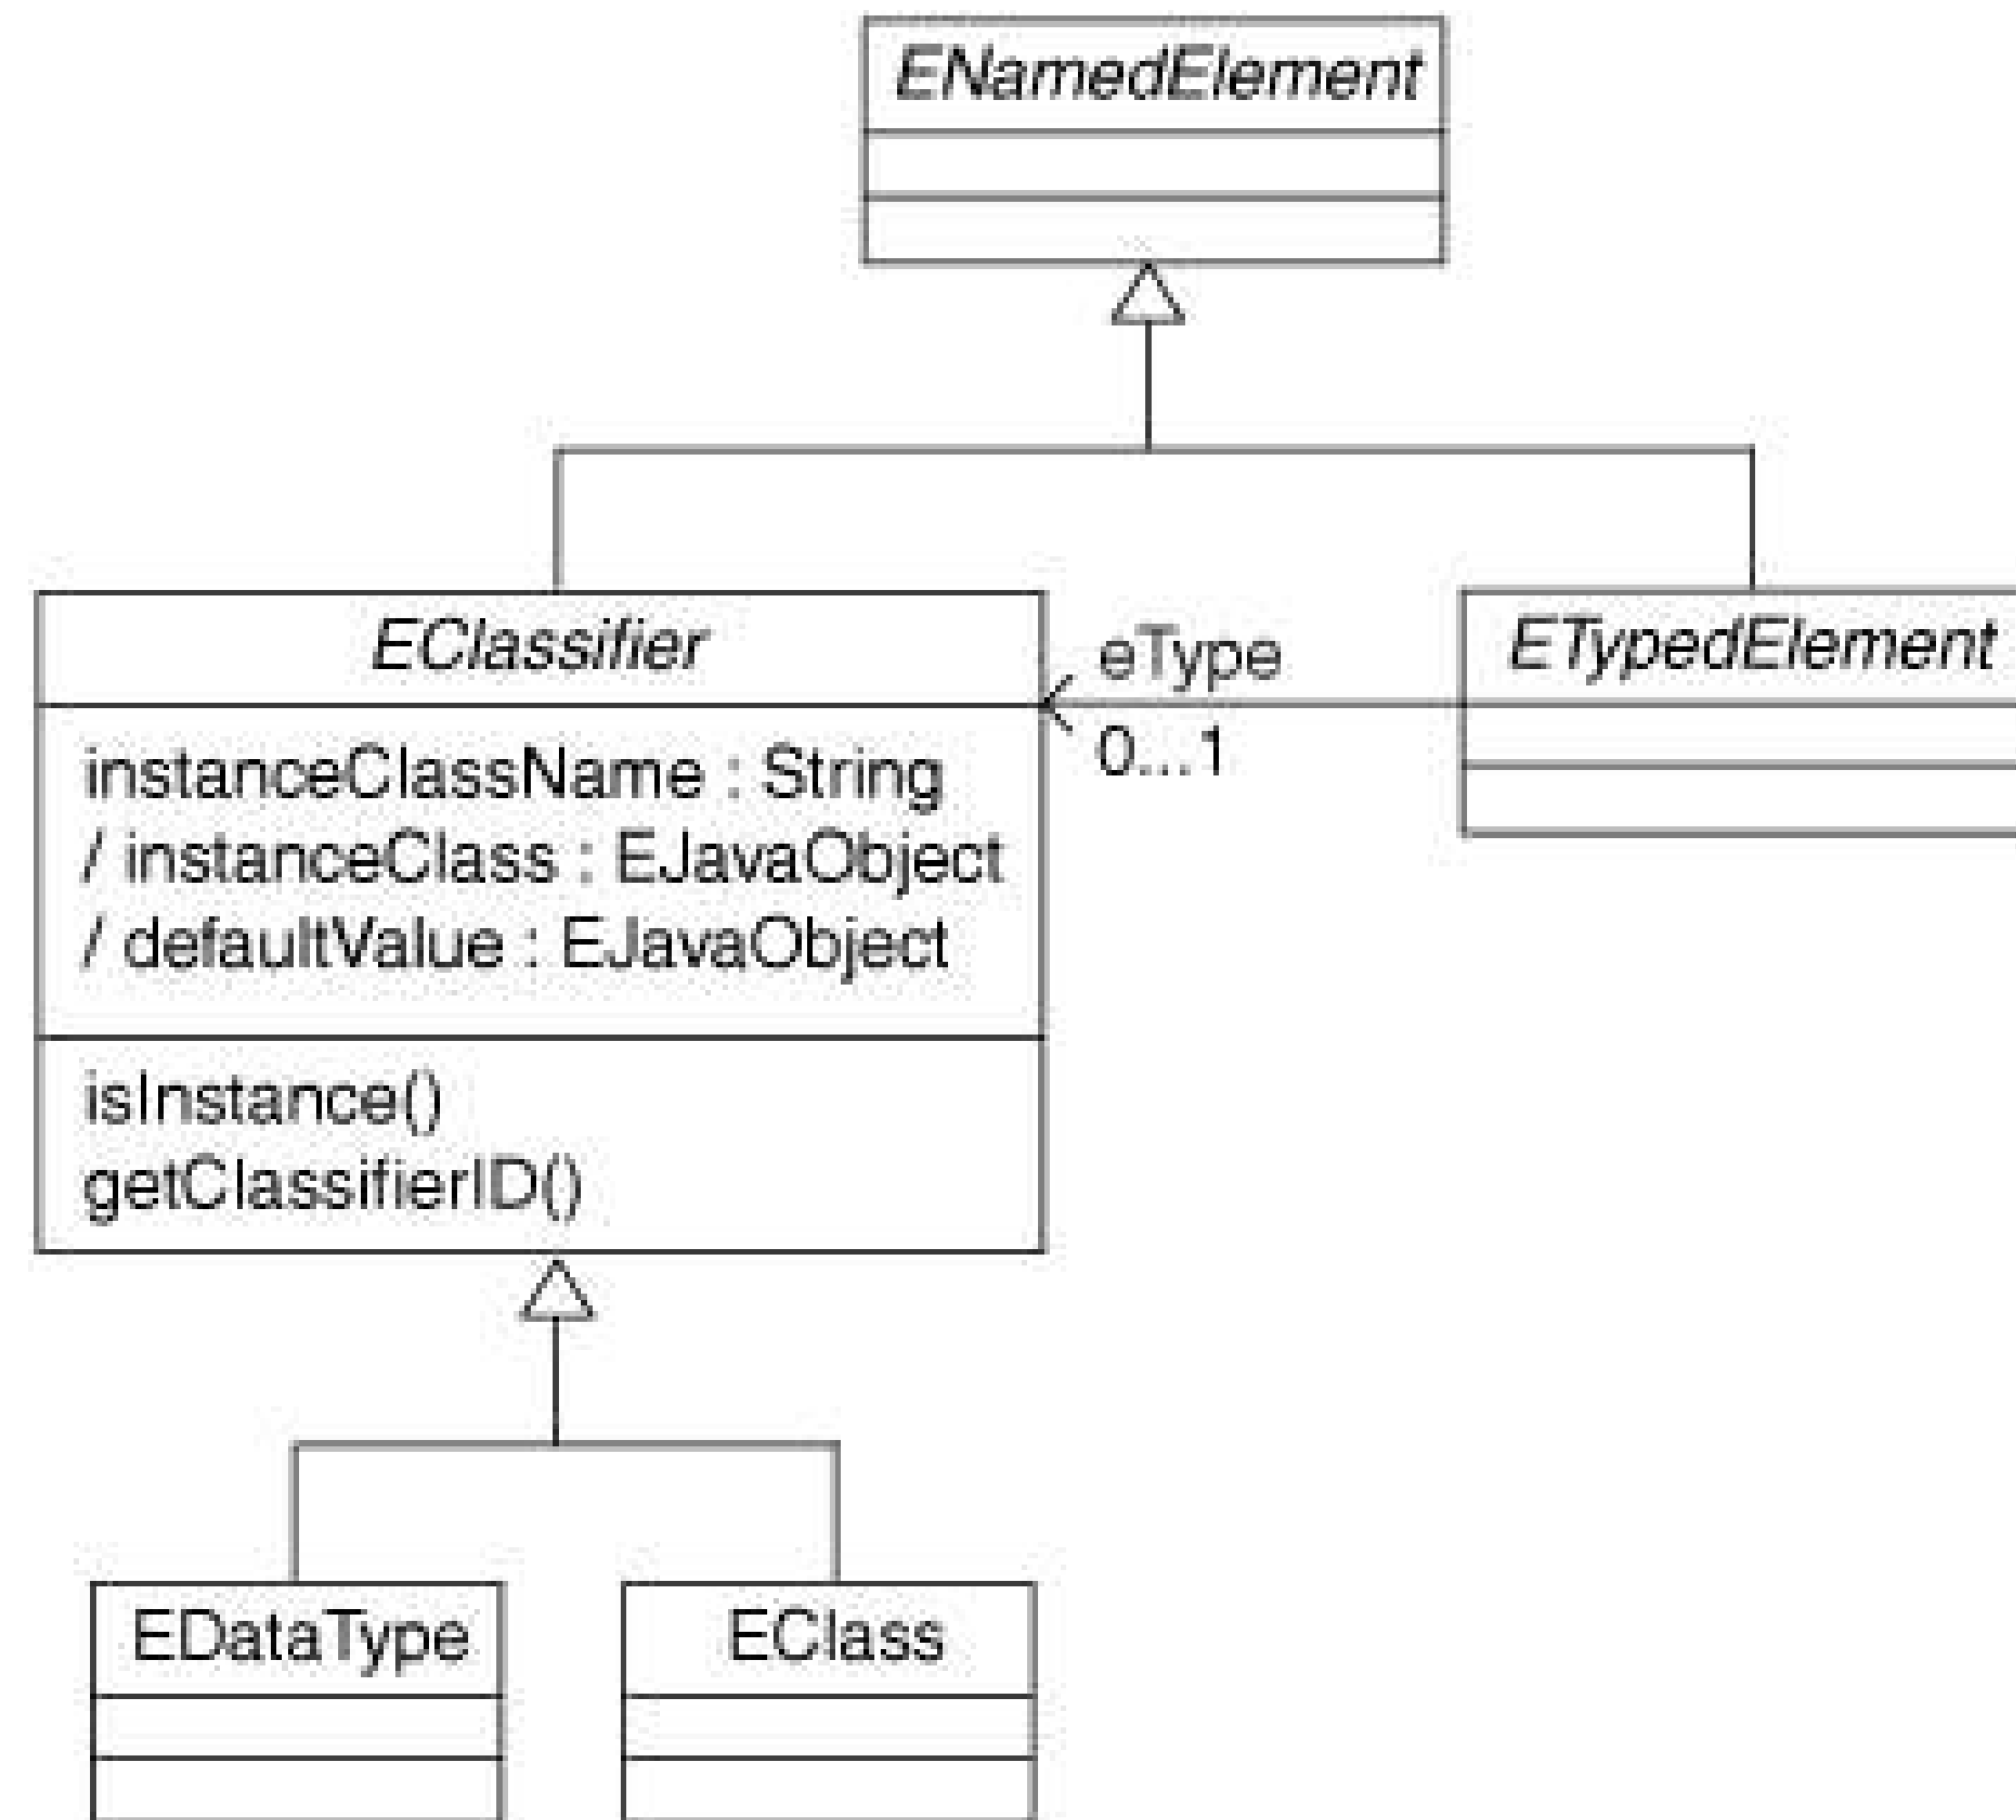 ENamedElement
EClassifier
eType
ETypedElement
0...1
instanceClassName : String
/ instanceClass : EJavaObject
/ defaultValue : EJavaObject
isInstance()
getClassifierID()
EDataType
EClass